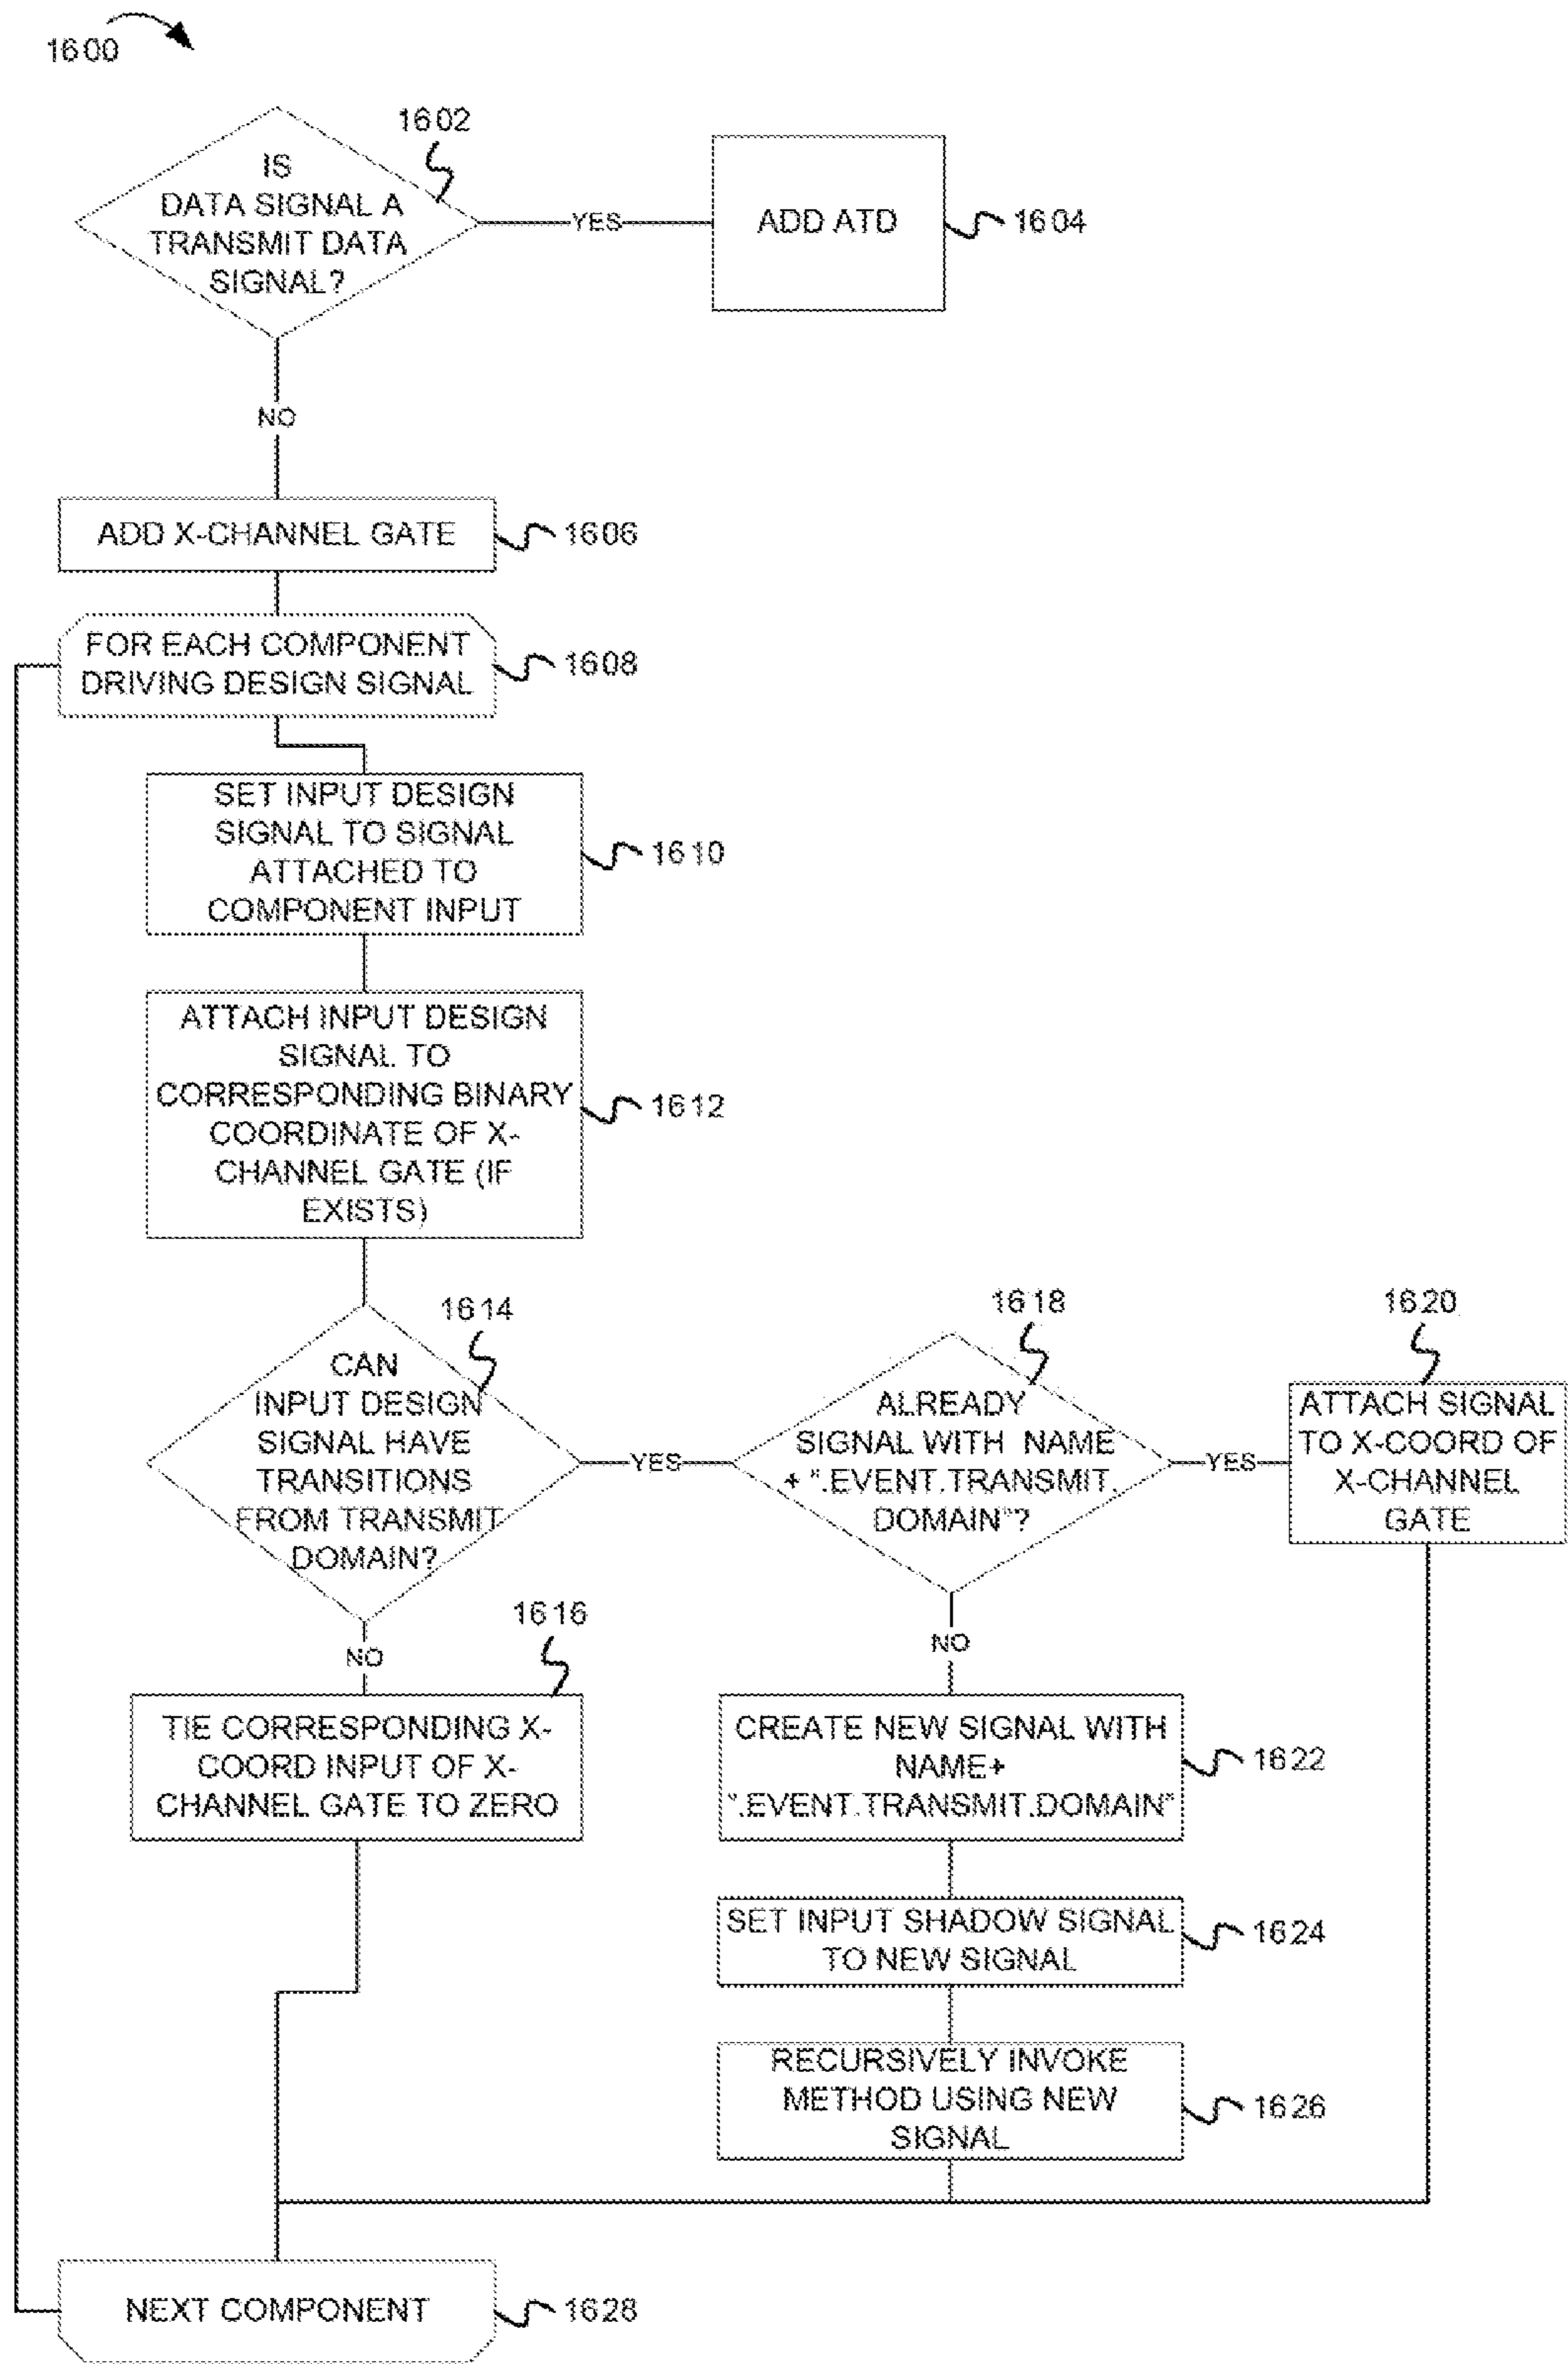 1600
1602
IS
DATA SIGNAL A
TRANSMIT DATA
SIGNAL?
YES
ADD ATD
1604
NO
ADD X-CHANNEL GATE
1606
FOR EACH COMPONENT
DRIVING DESIGN SIGNAL
1608
SET INPUT DESIGN
SIGNAL TO SIGNAL
ATTACHED TO
COMPONENT INPUT
1610
ATTACH INPUT DESIGN
SIGNAL TO
CORRESPONDING BINARY
COORDINATE OF X-
CHANNEL GATE (IF
EXISTS)
1612
1614
CAN
INPUT DESIGN
SIGNAL HAVE
TRANSITIONS
FROM TRANSMIT
DOMAIN?
YES
1618
ALREADY
SIGNAL WITH NAME
+ ".EVENT.TRANSMIT.
DOMAIN"?
YES
1620
ATTACH SIGNAL
TO X-COORD OF
X-CHANNEL
GATE
NO
1616
TIE CORRESPONDING X-
COORD INPUT OF X-
CHANNEL GATE TO ZERO
NO
CREATE NEW SIGNAL WITH
NAME+
".EVENT.TRANSMIT.DOMAIN"
1622
SET INPUT SHADOW SIGNAL
TO NEW SIGNAL
1624
RECURSIVELY INVOKE
METHOD USING NEW
SIGNAL
1626
NEXT COMPONENT
1628